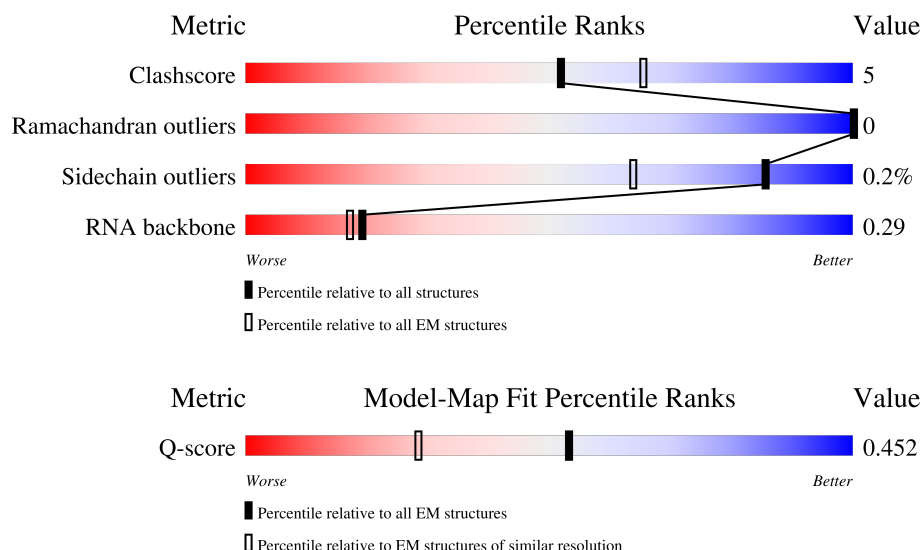 Metric Percentile Ranks Value
Clashscore 5
Ramachandran outliers 0
Sidechain outliers 0.2%
RNA backbone 0.29
Worse Better
Percentile relative to all structures
Percentile relative to all EM structures
Metric Model-Map Fit Percentile Ranks Value
Q-score 0.452
Worse Better
Percentile relative to all EM structures
Percentile relative to EM structures of similar resolution